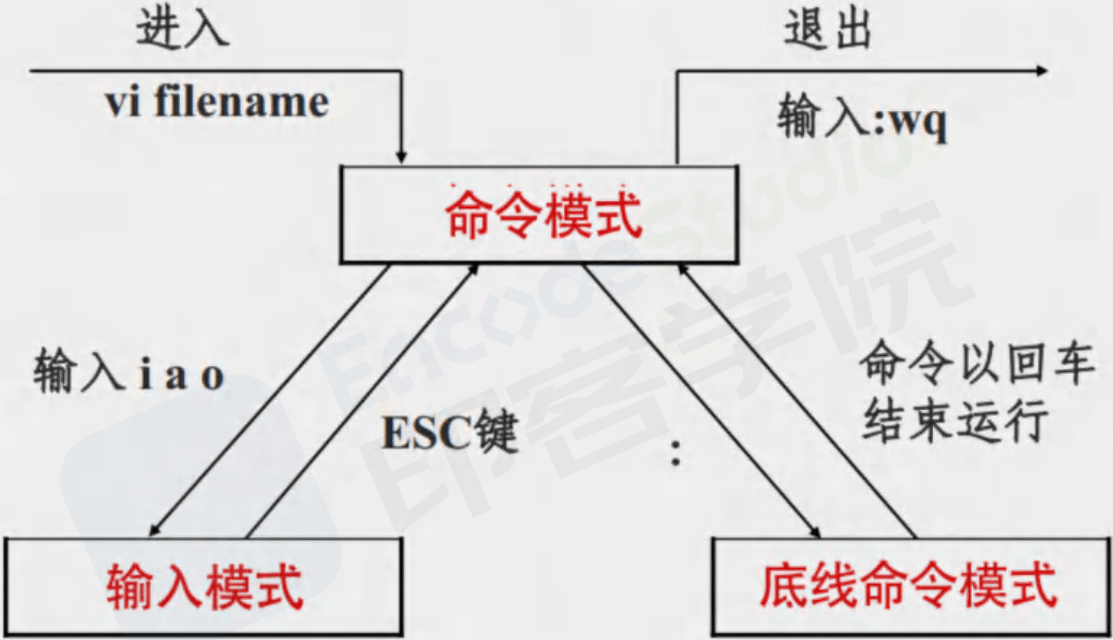 进入
退出
vi filename
输入:wq
命令模式
输入 i a o
ESC键
:
命令以回车
结束运行
输入模式
底线命令模式
EncodeStudio
印客学院